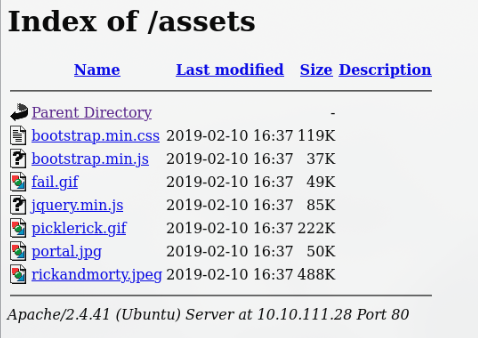 Index of /assets
Name Last modified Size Description
Parent Directory -
bootstrap.min.css 2019-02-10 16:37 119K
bootstrap.min.js 2019-02-10 16:37 37K
fail.gif 2019-02-10 16:37 49K
jquery.min.js 2019-02-10 16:37 85K
picklerick.gif 2019-02-10 16:37 222K
portal.jpg 2019-02-10 16:37 50K
rickandmorty.jpeg 2019-02-10 16:37 488K
Apache/2.4.41 (Ubuntu) Server at 10.10.111.28 Port 80